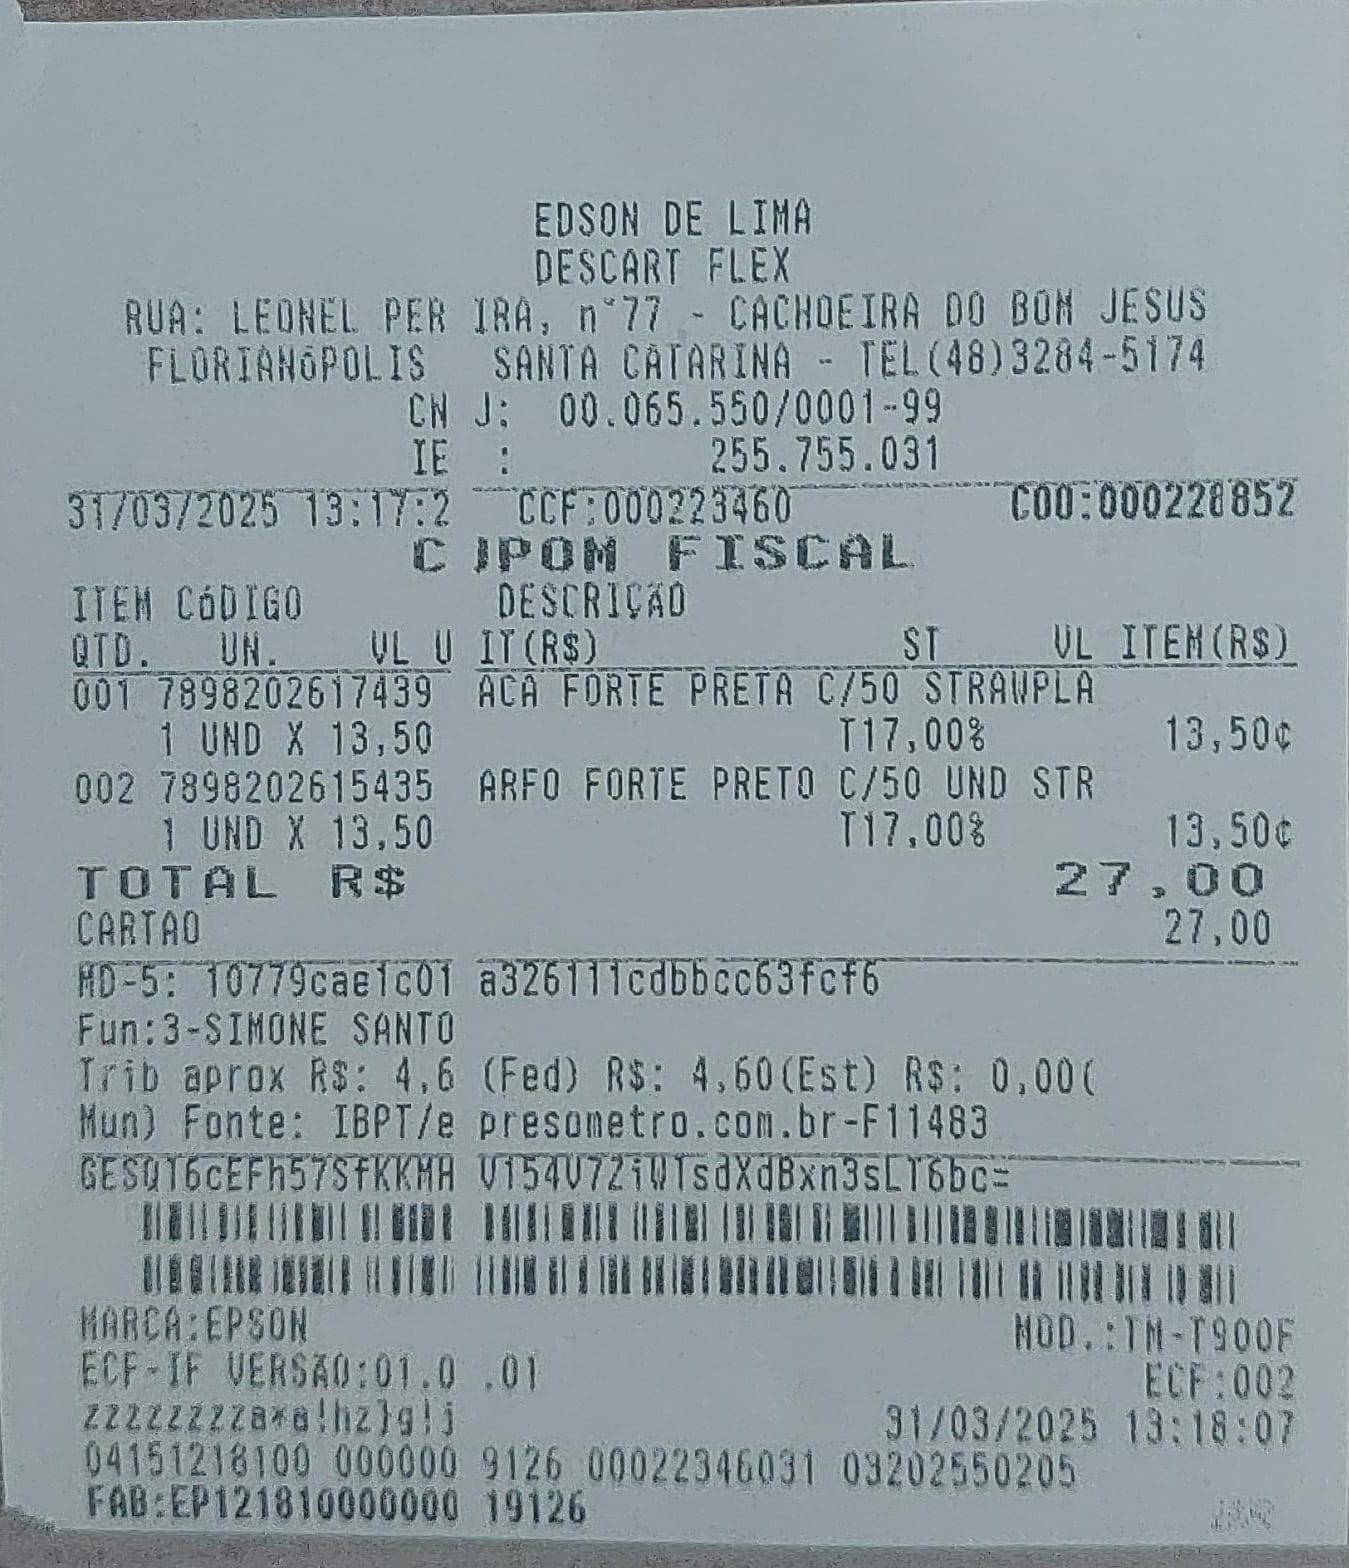 EDSON DE LIMA
DESCART FLEX
RUA: LEONEL PER IRA, n°77 - CACHOEIRA DO BOM JESUS
FLORIANóPOLIS SANTA CATARINA - TEL(48)3284-5174
CN J: 00.065.550/0001-99
IE : 255.755.031
31/03/2025 13:17:2 CCF:000223460 COO:000228852
CUPOM FISCAL
ITEM CóDIGO DESCRIÇÃO
QTD. UN. VL U IT(R$) ST VL ITEM(R$)
001 7898202617439 ACA FORTE PRETA C/50 STRAWPLA
1 UND X 13,50 T17,00% 13,50¢
002 7898202615435 ARFO FORTE PRETO C/50 UND STR
1 UND X 13,50 T17,00% 13,50¢
TOTAL R$ 27,00
CARTAO 27,00
MD-5: 10779cae1c01 a326111cdbbcc63fcf6
Fun:3-SIMONE SANTO
Trib aprox R$: 4,6 (Fed) R$: 4,60(Est) R$: 0,00(
Mun) Fonte: IBPT/e presometro.com.br-F11483
GESQT6cEFh57SfKKMA V154V7ZiWTsdXdBxn3sLT6bc=
MARCA:EPSON MOD.:TM-T900F
ECF-IF VERSÃO:01.0 .01 ECF:002
zzzzzzzzaxa!hz}g!j 31/03/2025 13:18:07
04151218100 000000 9126 00022346031 03202550205
FAB:EP121810000000 19126